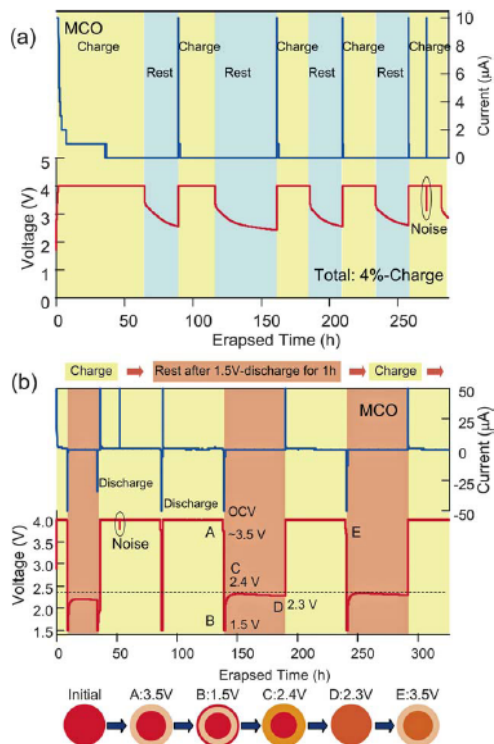 (a)
MCO
Charge Charge Charge Charge Charge
Rest Rest Rest Rest
10
8
6
4
2
0
Current (μA)
5
4
3
2
1
0
Voltage (V)
Noise
Total: 4%-Charge
0 50 100 150 200 250
Erapsed Time (h)
(b)
Charge Rest after 1.5V-discharge for 1h Charge
MCO
50
25
0
-25
-50
Current (μA)
Discharge
Discharge
OCV
~3.5 V
4.0
3.5
3.0
2.5
2.0
1.5
Voltage (V)
Noise
A
E
C
2.4 V
D 2.3 V
B 1.5 V
0 50 100 150 200 250 300
Erapsed Time (h)
Initial A:3.5V B:1.5V C:2.4V D:2.3V E:3.5V